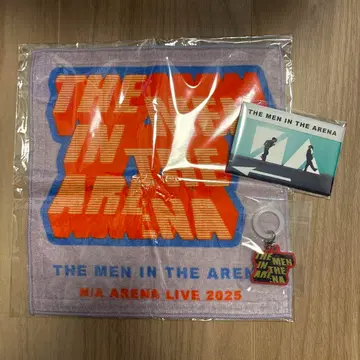 THE MEN
IN THE
ARENA
THE MEN IN THE AREN
M/A ARENA LIVE 2025
THE MEN IN THE ARENA
THE MEN
IN THE
ARENA